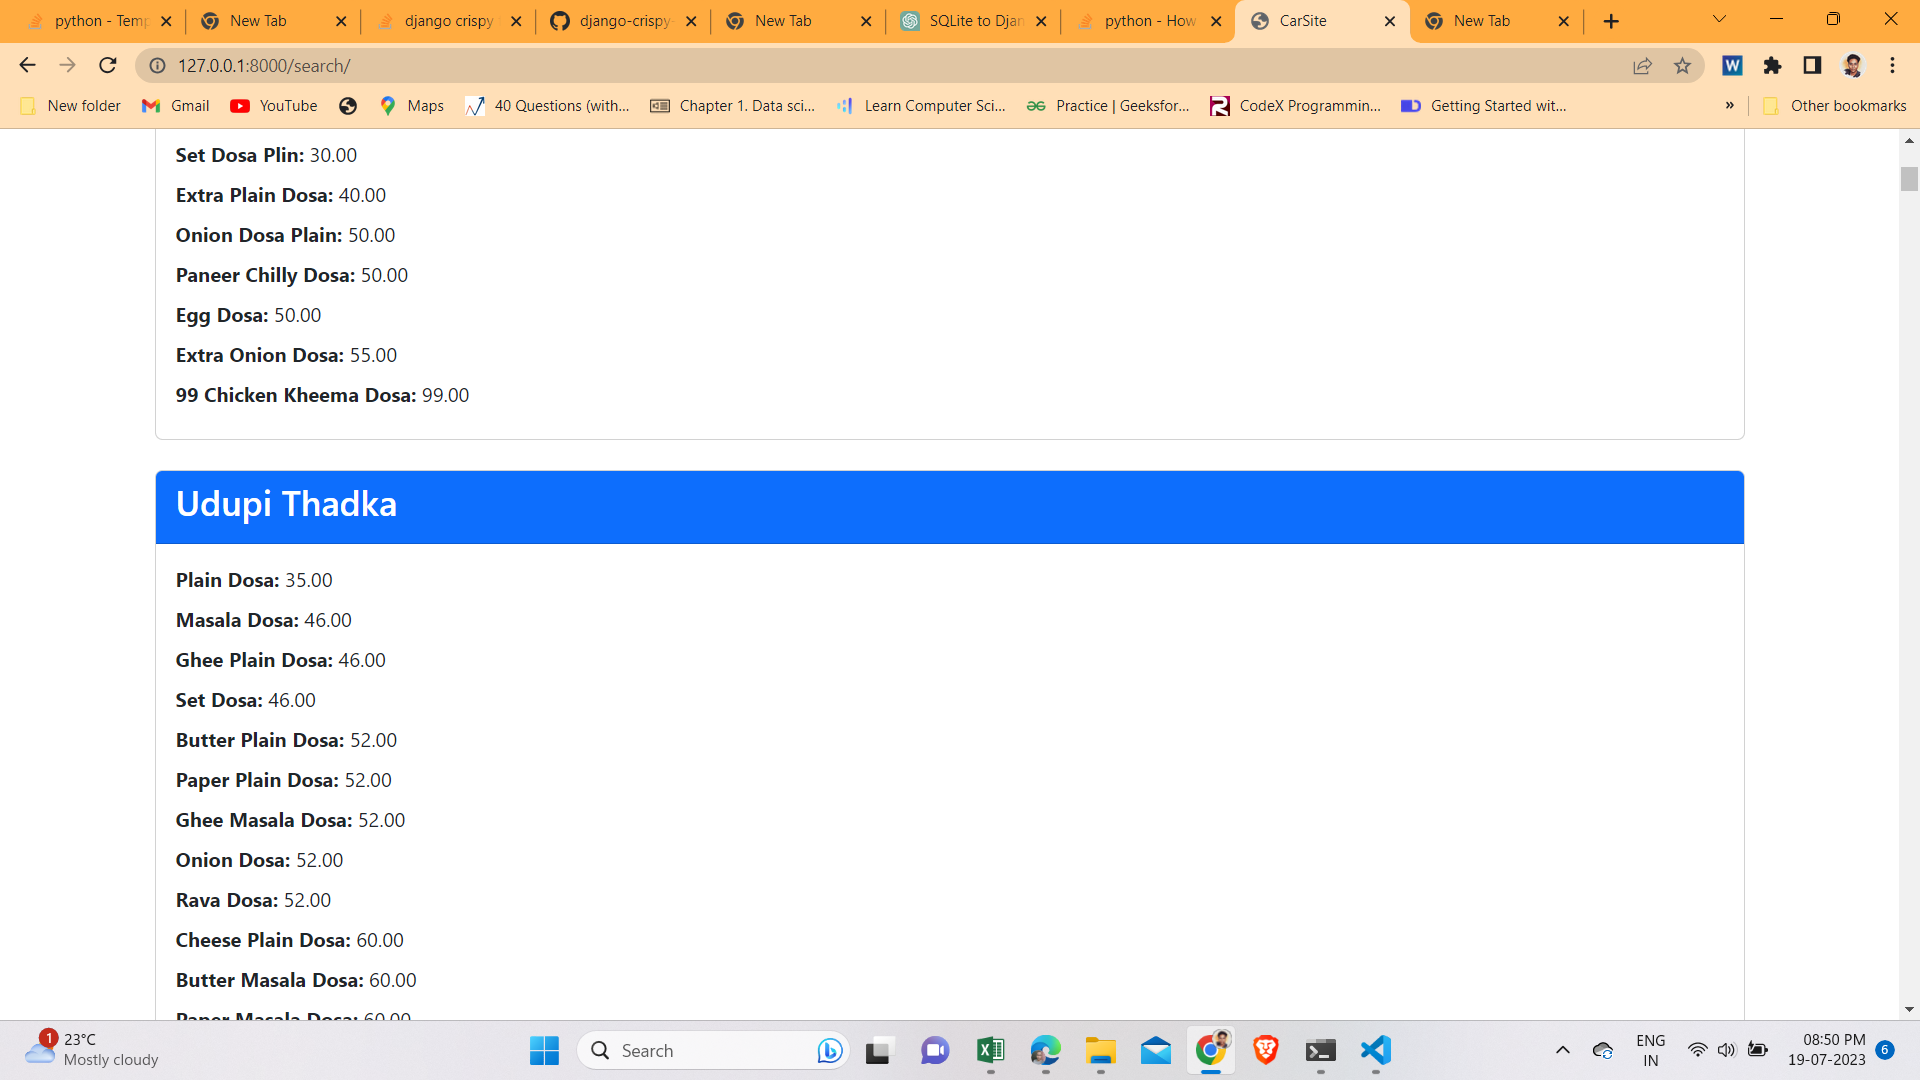 python - Temp
New Tab
django crispy
django-crispy-
New Tab
SQLite to Djan
python - How
CarSite
New Tab
127.0.0.1:8000/search/
W
New folder
Gmail
YouTube
Maps
40 Questions (with...
Chapter 1. Data sci...
Learn Computer Sci...
Practice | Geeksfor...
CodeX Programmin...
Getting Started wit...
»
Other bookmarks
Set Dosa Plin: 30.00
Extra Plain Dosa: 40.00
Onion Dosa Plain: 50.00
Paneer Chilly Dosa: 50.00
Egg Dosa: 50.00
Extra Onion Dosa: 55.00
99 Chicken Kheema Dosa: 99.00
Udupi Thadka
Plain Dosa: 35.00
Masala Dosa: 46.00
Ghee Plain Dosa: 46.00
Set Dosa: 46.00
Butter Plain Dosa: 52.00
Paper Plain Dosa: 52.00
Ghee Masala Dosa: 52.00
Onion Dosa: 52.00
Rava Dosa: 52.00
Cheese Plain Dosa: 60.00
Butter Masala Dosa: 60.00
Paper Masala Dosa: 60.00
1
23°C
Mostly cloudy
Search
ENG
IN
08:50 PM
19-07-2023
6